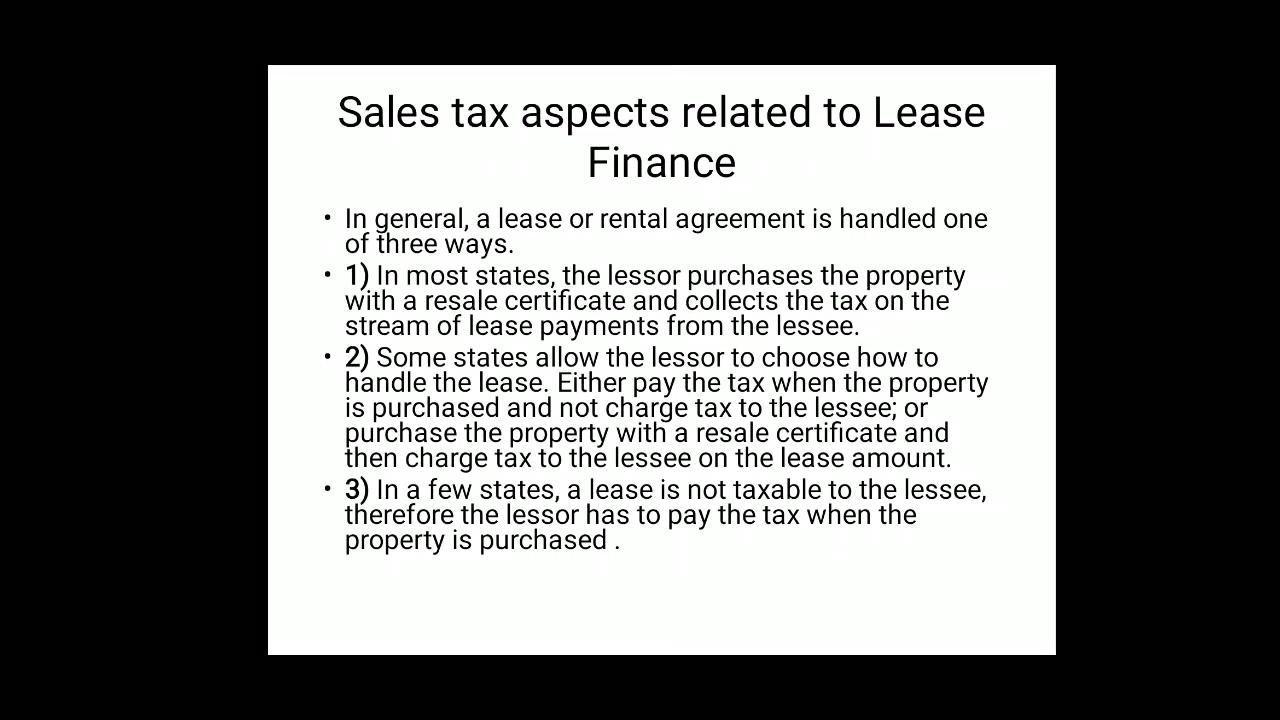 Sales tax aspects related to Lease
Finance
• In general, a lease or rental agreement is handled one
of three ways.
• 1) In most states, the lessor purchases the property
with a resale certificate and collects the tax on the
stream of lease payments from the lessee.
• 2) Some states allow the lessor to choose how to
handle the lease. Either pay the tax when the property
is purchased and not charge tax to the lessee; or
purchase the property with a resale certificate and
then charge tax to the lessee on the lease amount.
• 3) In a few states, a lease is not taxable to the lessee,
therefore the lessor has to pay the tax when the
property is purchased .